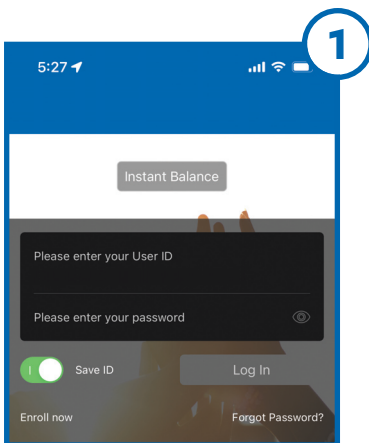 1
5:27
Instant Balance
Please enter your User ID
Please enter your password
Save ID
Log In
Enroll now
Forgot Password?